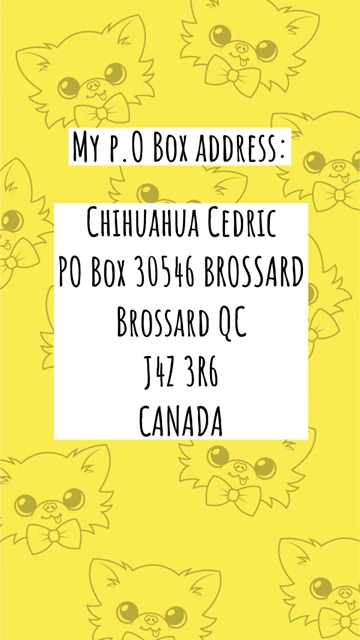 My p.O Box address:
Chihuahua Cedric
PO Box 30546 BROSSARD
Brossard QC
J4Z 3R6
CANADA